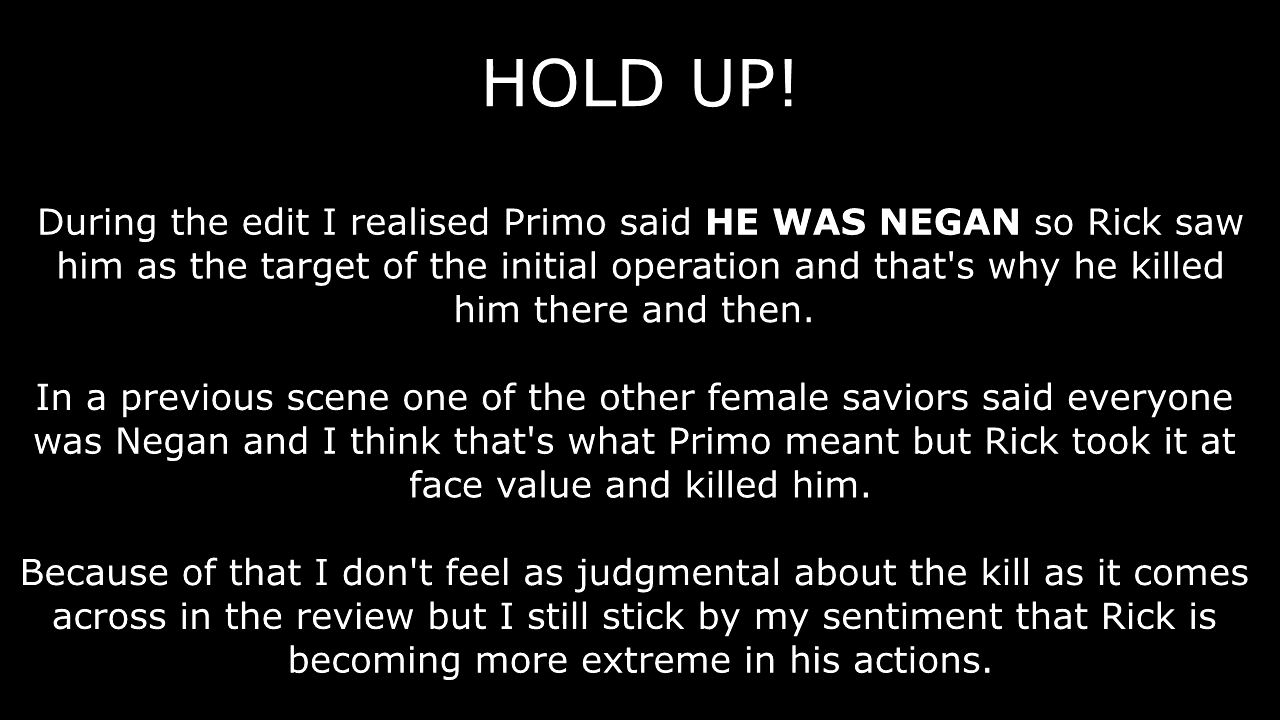 HOLD UP!
During the edit I realised Primo said HE WAS NEGAN so Rick saw
him as the target of the initial operation and that's why he killed
him there and then.
In a previous scene one of the other female saviors said everyone
was Negan and I think that's what Primo meant but Rick took it at
face value and killed him.
Because of that I don't feel as judgmental about the kill as it comes
across in the review but I still stick by my sentiment that Rick is
becoming more extreme in his actions.